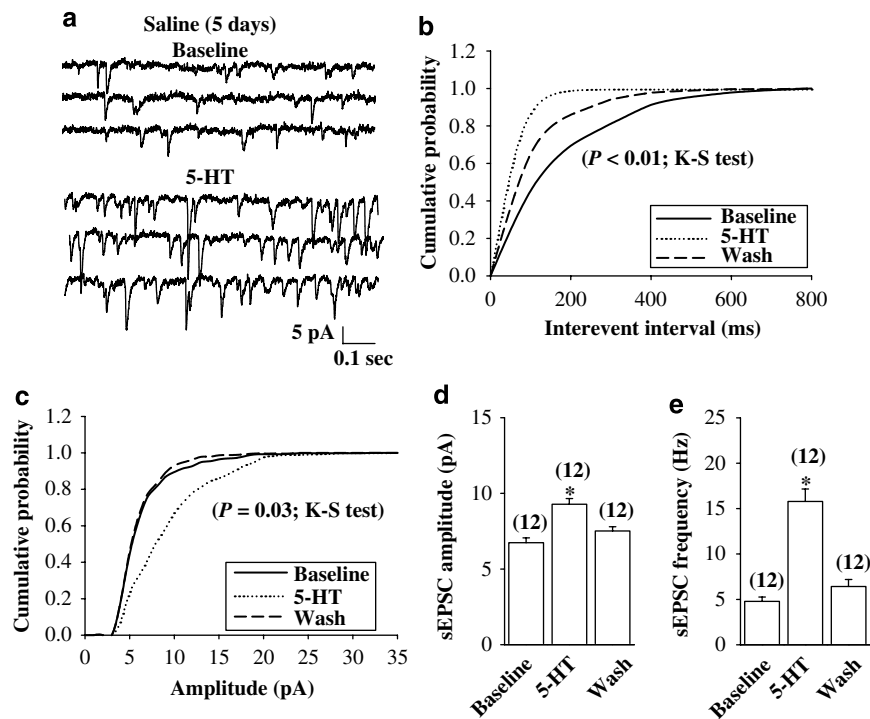 a
Saline (5 days)
Baseline
5-HT
5 pA
0.1 sec
b
Cumulative probability
1.2
1.0
0.8
0.6
0.4
0.2
0.0
(P < 0.01; K-S test)
Baseline
5-HT
Wash
0
200
400
600
800
Interevent interval (ms)
c
Cumulative probability
1.2
1.0
0.8
0.6
0.4
0.2
0.0
(P = 0.03; K-S test)
Baseline
5-HT
Wash
0
5
10
15
20
25
30
35
Amplitude (pA)
d
sEPSC amplitude (pA)
15
10
5
0
(12)
(12)
*
(12)
Baseline
5-HT
Wash
e
sEPSC frequency (Hz)
25
20
15
10
5
0
(12)
(12)
*
(12)
Baseline
5-HT
Wash